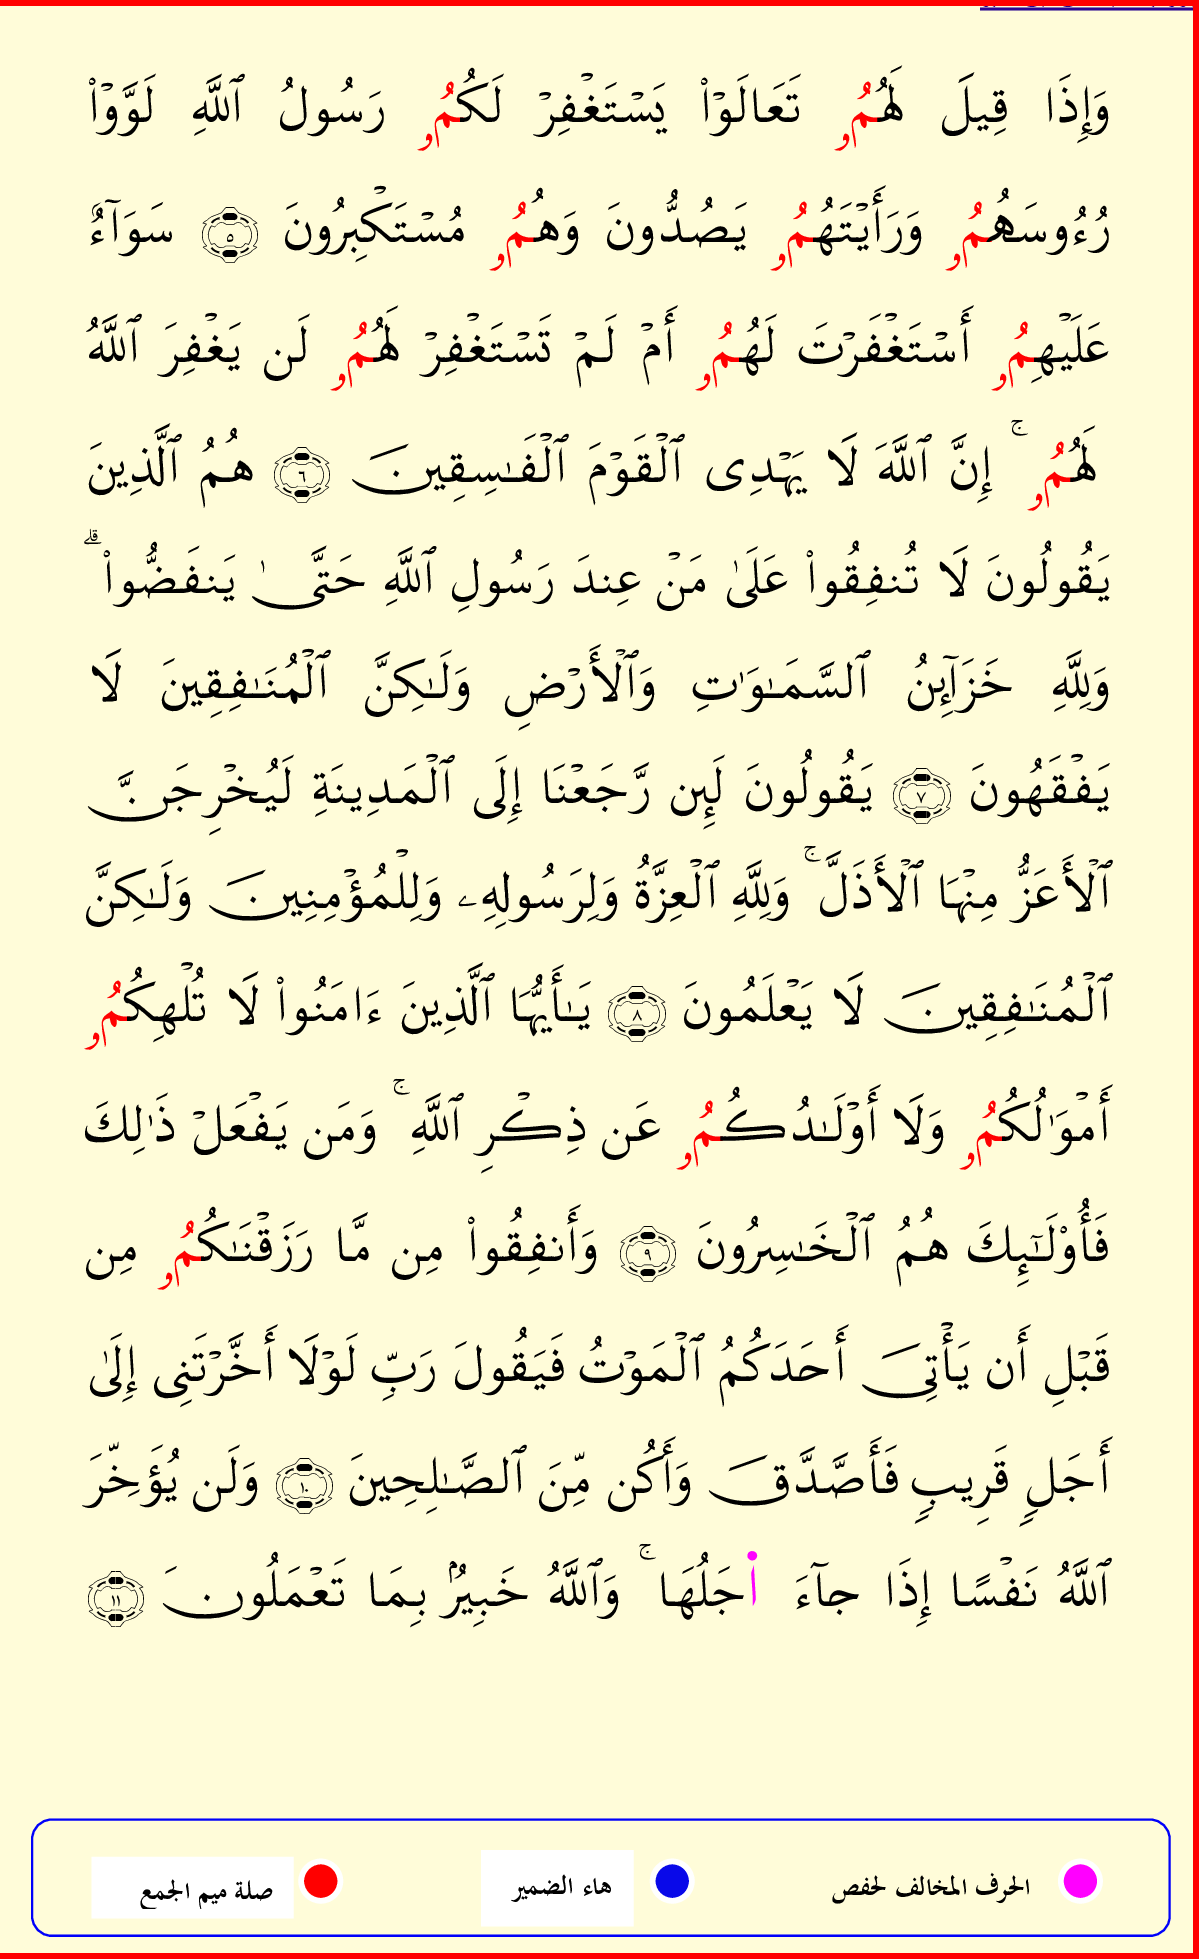 وَإِذَا قِيلَ لَهُمُۥ تَعَالَوْا۟ يَسْتَغْفِرْ لَكُمُۥ رَسُولُ ٱللَّهِ لَوَّوْا۟
رُءُوسَهُمُۥ وَرَأَيْتَهُمُۥ يَصُدُّونَ وَهُمُۥ مُسْتَكْبِرُونَ ٥ سَوَآءٌ
عَلَيْهِمُۥ أَسْتَغْفَرْتَ لَهُمُۥ أَمْ لَمْ تَسْتَغْفِرْ لَهُمُۥ لَن يَغْفِرَ ٱللَّهُ
لَهُمُۥ ۚ إِنَّ ٱللَّهَ لَا يَهْدِى ٱلْقَوْمَ ٱلْفَـٰسِقِينَ ٦ هُمُ ٱلَّذِينَ
يَقُولُونَ لَا تُنفِقُوا۟ عَلَىٰ مَنْ عِندَ رَسُولِ ٱللَّهِ حَتَّىٰ يَنفَضُّوا۟ ۗ
وَلِلَّهِ خَزَآئِنُ ٱلسَّمَـٰوَٰتِ وَٱلْأَرْضِ وَلَـٰكِنَّ ٱلْمُنَـٰفِقِينَ لَا
يَفْقَهُونَ ٧ يَقُولُونَ لَئِن رَّجَعْنَا إِلَى ٱلْمَدِينَةِ لَيُخْرِجَنَّ
ٱلْأَعَزُّ مِنْهَا ٱلْأَذَلَّ ۚ وَلِلَّهِ ٱلْعِزَّةُ وَلِرَسُولِهِۦ وَلِلْمُؤْمِنِينَ وَلَـٰكِنَّ
ٱلْمُنَـٰفِقِينَ لَا يَعْلَمُونَ ٨ يَـٰأَيُّهَا ٱلَّذِينَ ءَامَنُوا۟ لَا تُلْهِكُمُۥ
أَمْوَٰلُكُمُۥ وَلَا أَوْلَـٰدُكُمُۥ عَن ذِكْرِ ٱللَّهِ ۚ وَمَن يَفْعَلْ ذَٰلِكَ
فَأُو۟لَـٰٓئِكَ هُمُ ٱلْخَـٰسِرُونَ ٩ وَأَنفِقُوا۟ مِن مَّا رَزَقْنَـٰكُمُۥ مِن
قَبْلِ أَن يَأْتِىَ أَحَدَكُمُ ٱلْمَوْتُ فَيَقُولَ رَبِّ لَوْلَا أَخَّرْتَنِى إِلَىٰ
أَجَلٍ قَرِيبٍ فَأَصَّدَّقَ وَأَكُن مِّنَ ٱلصَّـٰلِحِينَ ١٠ وَلَن يُؤَخِّرَ
ٱللَّهُ نَفْسًا إِذَا جَآءَ ا۬جَلُهَا ۚ وَٱللَّهُ خَبِيرٌۢ بِمَا تَعْمَلُونَ ١١
الحرف المخالف لحفص هاء الضمير صلة ميم الجمع